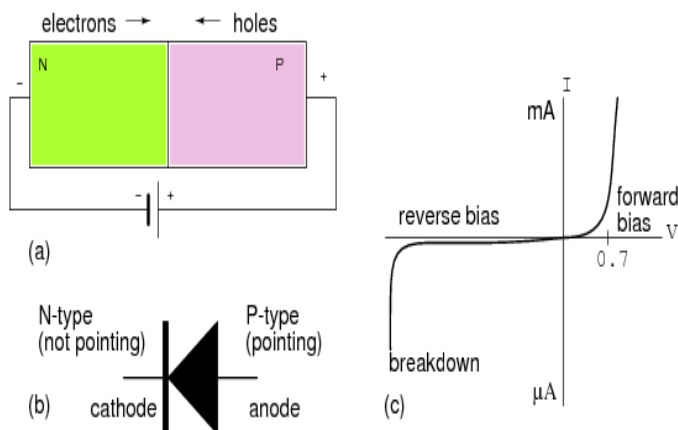 electrons → ← holes
N P
- +
- +
(a)
N-type P-type
(not pointing) (pointing)
cathode anode
(b)
I
mA
reverse bias
forward
bias V
0.7
breakdown
μA
(c)